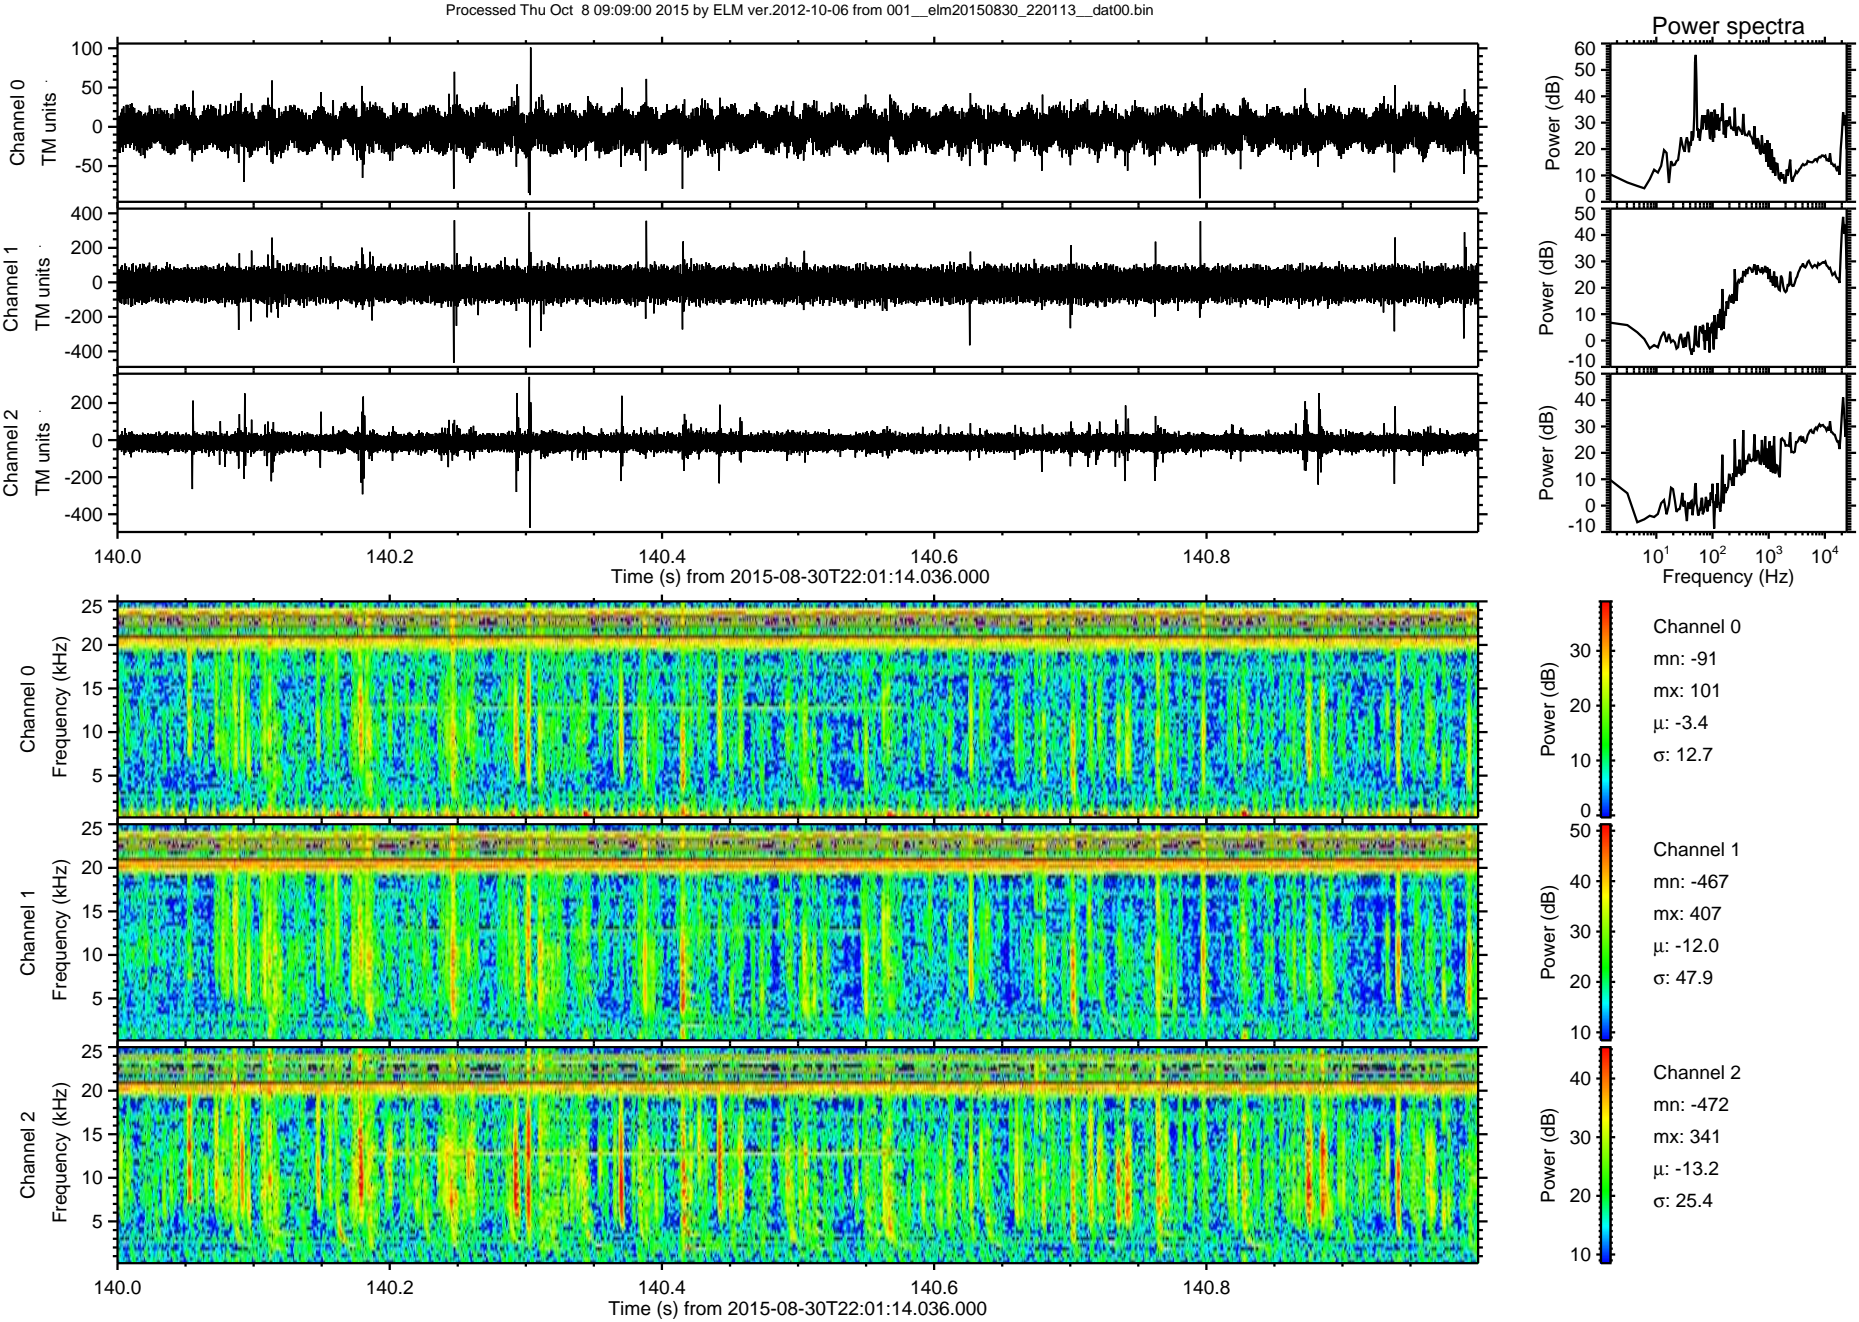 Processed Thu Oct  8 09:09:00 2015 by ELM ver.2012-10-06 from 001__elm20150830_220113__dat00.bin
Power spectra
Channel 0
TM units
100
50
0
-50
Power (dB)
60
50
40
30
20
10
0
Channel 1
TM units
400
200
0
-200
-400
Power (dB)
50
40
30
20
10
0
-10
Channel 2
TM units
200
0
-200
-400
Power (dB)
50
40
30
20
10
0
-10
140.0 140.2 140.4 140.6 140.8
Time (s) from 2015-08-30T22:01:14.036.000
10¹ 10² 10³ 10⁴
Frequency (Hz)
Channel 0
Frequency (kHz)
25
20
15
10
5
Power (dB)
30
20
10
0
Channel 0
mn: -91
mx: 101
μ: -3.4
σ: 12.7
Channel 1
Frequency (kHz)
25
20
15
10
5
Power (dB)
50
40
30
20
10
Channel 1
mn: -467
mx: 407
μ: -12.0
σ: 47.9
Channel 2
Frequency (kHz)
25
20
15
10
5
Power (dB)
40
30
20
10
Channel 2
mn: -472
mx: 341
μ: -13.2
σ: 25.4
140.0 140.2 140.4 140.6 140.8
Time (s) from 2015-08-30T22:01:14.036.000